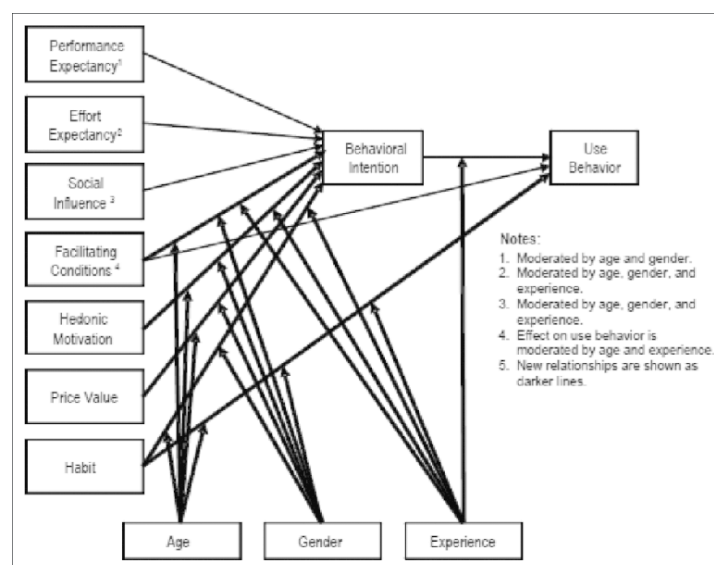 Performance
Expectancy¹
Effort
Expectancy²
Social
Influence ³
Facilitating
Conditions ⁴
Hedonic
Motivation
Price Value
Habit
Behavioral
Intention
Use
Behavior
Notes:
1. Moderated by age and gender.
2. Moderated by age, gender, and
experience.
3. Moderated by age, gender, and
experience.
4. Effect on use behavior is
moderated by age and experience.
5. New relationships are shown as
darker lines.
Age
Gender
Experience